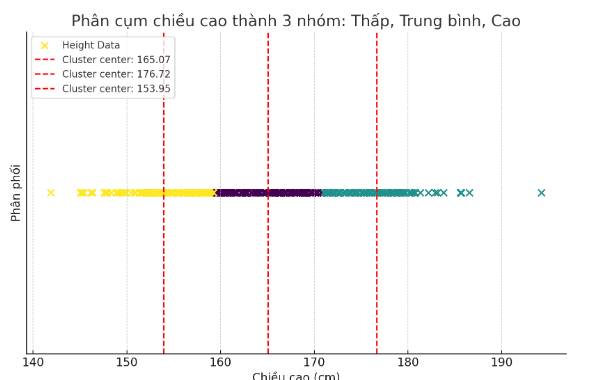 Phân cụm chiều cao thành 3 nhóm: Thấp, Trung bình, Cao
Height Data
Cluster center: 165.07
Cluster center: 176.72
Cluster center: 153.95
Phân phối
140 150 160 170 180 190
Chiều cao (cm)